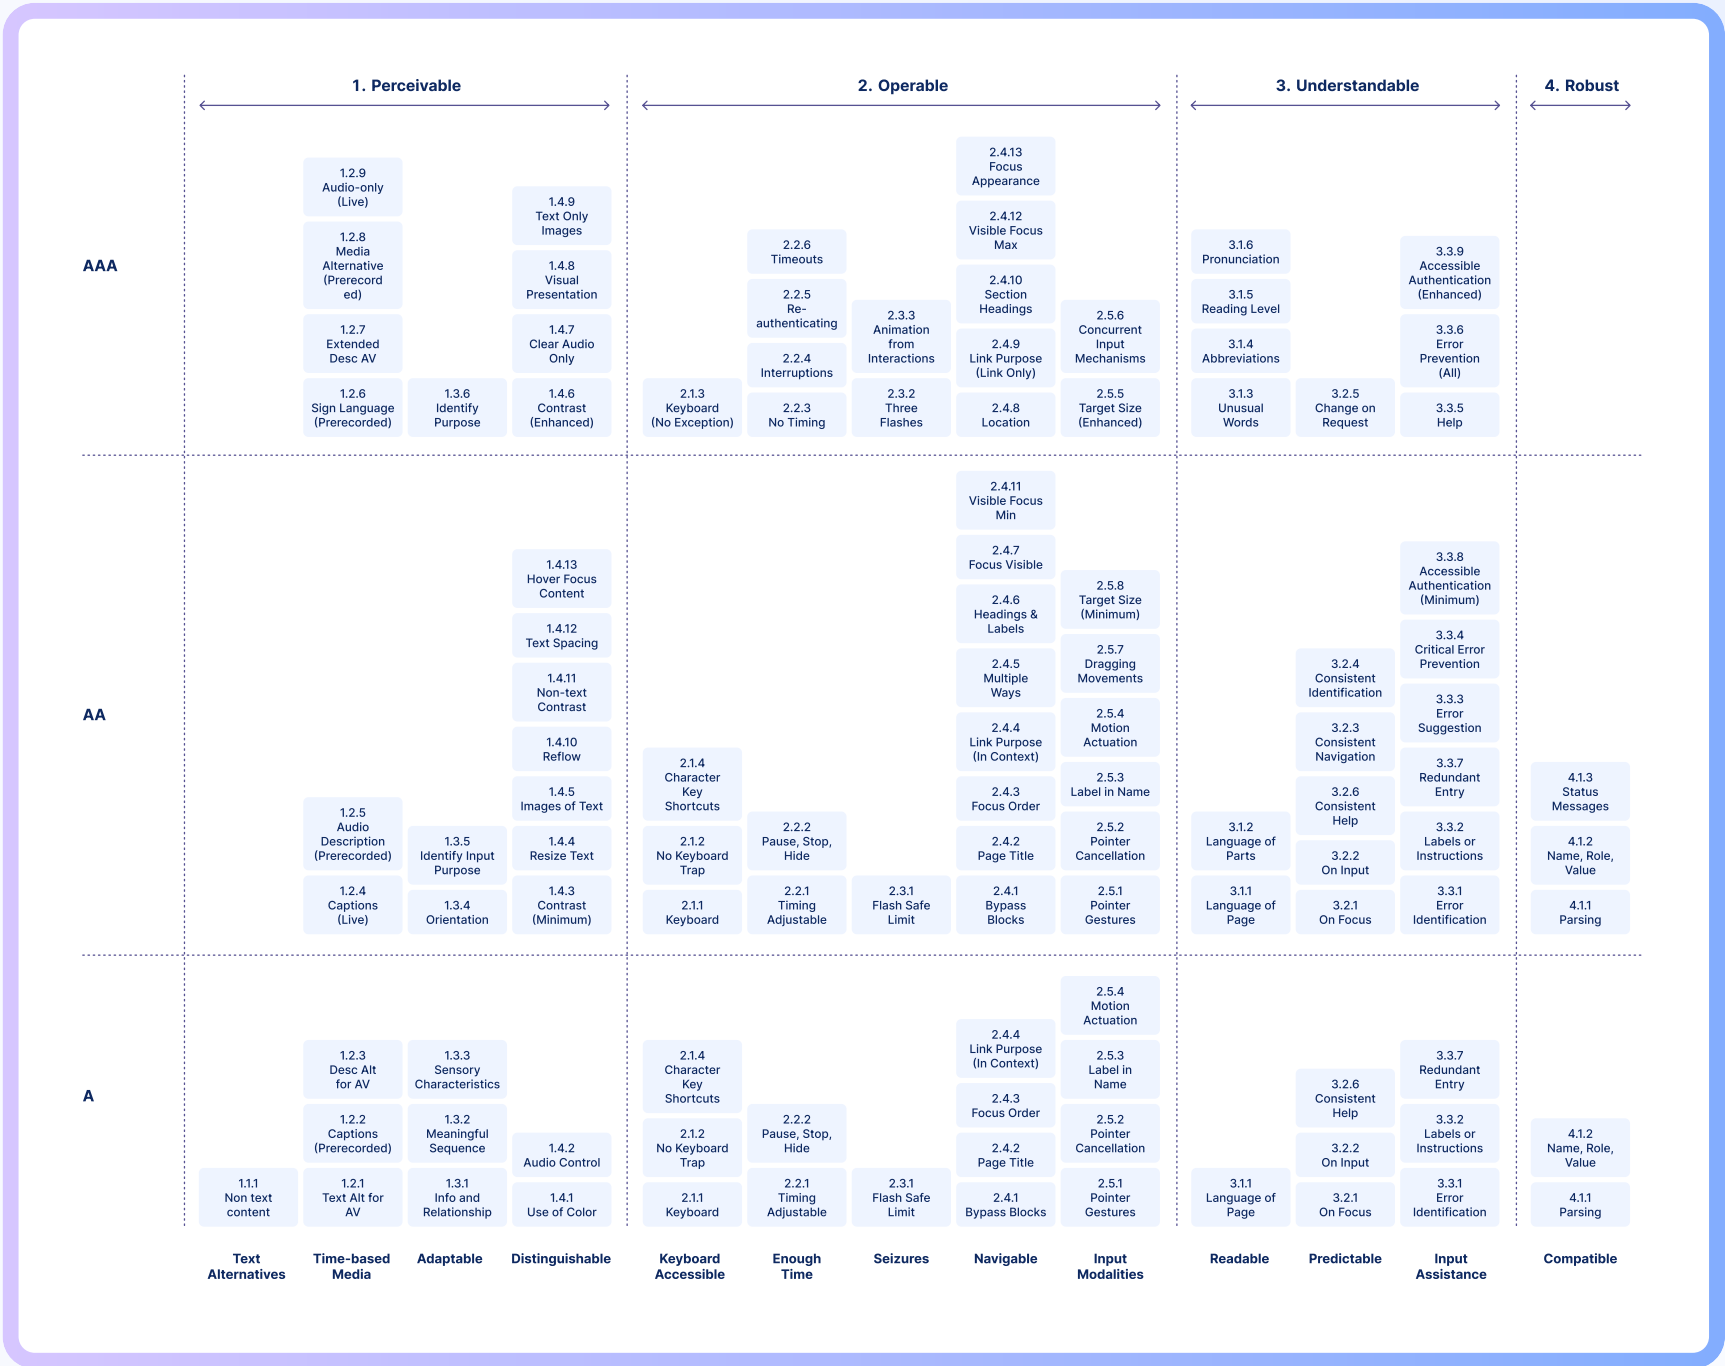 1. Perceivable
2. Operable
3. Understandable
4. Robust
AAA
1.2.9
Audio-only
(Live)
1.2.8
Media
Alternative
(Prerecord
ed)
1.2.7
Extended
Desc AV
1.2.6
Sign Language
(Prerecorded)
1.3.6
Identify
Purpose
1.4.9
Text Only
Images
1.4.8
Visual
Presentation
1.4.7
Clear Audio
Only
1.4.6
Contrast
(Enhanced)
2.1.3
Keyboard
(No Exception)
2.2.6
Timeouts
2.2.5
Re-
authenticating
2.2.4
Interruptions
2.2.3
No Timing
2.3.3
Animation
from
Interactions
2.3.2
Three
Flashes
2.4.13
Focus
Appearance
2.4.12
Visible Focus
Max
2.4.10
Section
Headings
2.4.9
Link Purpose
(Link Only)
2.4.8
Location
2.5.6
Concurrent
Input
Mechanisms
2.5.5
Target Size
(Enhanced)
3.1.6
Pronunciation
3.1.5
Reading Level
3.1.4
Abbreviations
3.1.3
Unusual
Words
3.2.5
Change on
Request
3.3.9
Accessible
Authentication
(Enhanced)
3.3.6
Error
Prevention
(All)
3.3.5
Help
AA
1.2.5
Audio
Description
(Prerecorded)
1.2.4
Captions
(Live)
1.3.5
Identify Input
Purpose
1.3.4
Orientation
1.4.13
Hover Focus
Content
1.4.12
Text Spacing
1.4.11
Non-text
Contrast
1.4.10
Reflow
1.4.5
Images of Text
1.4.4
Resize Text
1.4.3
Contrast
(Minimum)
2.1.4
Character
Key
Shortcuts
2.1.2
No Keyboard
Trap
2.1.1
Keyboard
2.2.2
Pause, Stop,
Hide
2.2.1
Timing
Adjustable
2.3.1
Flash Safe
Limit
2.4.11
Visible Focus
Min
2.4.7
Focus Visible
2.4.6
Headings &
Labels
2.4.5
Multiple
Ways
2.4.4
Link Purpose
(In Context)
2.4.3
Focus Order
2.4.2
Page Title
2.4.1
Bypass
Blocks
2.5.8
Target Size
(Minimum)
2.5.7
Dragging
Movements
2.5.4
Motion
Actuation
2.5.3
Label in Name
2.5.2
Pointer
Cancellation
2.5.1
Pointer
Gestures
3.1.2
Language of
Parts
3.1.1
Language of
Page
3.2.4
Consistent
Identification
3.2.3
Consistent
Navigation
3.2.6
Consistent
Help
3.2.2
On Input
3.2.1
On Focus
3.3.8
Accessible
Authentication
(Minimum)
3.3.4
Critical Error
Prevention
3.3.3
Error
Suggestion
3.3.7
Redundant
Entry
3.3.2
Labels or
Instructions
3.3.1
Error
Identification
4.1.3
Status
Messages
4.1.2
Name, Role,
Value
4.1.1
Parsing
A
1.1.1
Non text
content
1.2.3
Desc Alt
for AV
1.2.2
Captions
(Prerecorded)
1.2.1
Text Alt for
AV
1.3.3
Sensory
Characteristics
1.3.2
Meaningful
Sequence
1.3.1
Info and
Relationship
1.4.2
Audio Control
1.4.1
Use of Color
2.1.4
Character
Key
Shortcuts
2.1.2
No Keyboard
Trap
2.1.1
Keyboard
2.2.2
Pause, Stop,
Hide
2.2.1
Timing
Adjustable
2.3.1
Flash Safe
Limit
2.4.4
Link Purpose
(In Context)
2.4.3
Focus Order
2.4.2
Page Title
2.4.1
Bypass Blocks
2.5.4
Motion
Actuation
2.5.3
Label in
Name
2.5.2
Pointer
Cancellation
2.5.1
Pointer
Gestures
3.1.1
Language of
Page
3.2.6
Consistent
Help
3.2.2
On Input
3.2.1
On Focus
3.3.7
Redundant
Entry
3.3.2
Labels or
Instructions
3.3.1
Error
Identification
4.1.2
Name, Role,
Value
4.1.1
Parsing
Text
Alternatives
Time-based
Media
Adaptable
Distinguishable
Keyboard
Accessible
Enough
Time
Seizures
Navigable
Input
Modalities
Readable
Predictable
Input
Assistance
Compatible